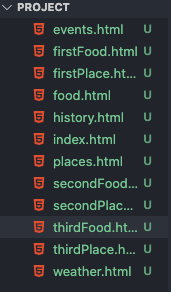 PROJECT
events.html U
firstFood.html U
firstPlace.ht... U
food.html U
history.html U
index.html U
places.html U
secondFood... U
secondPlac... U
thirdFood.ht... U
thirdPlace.h... U
weather.html U